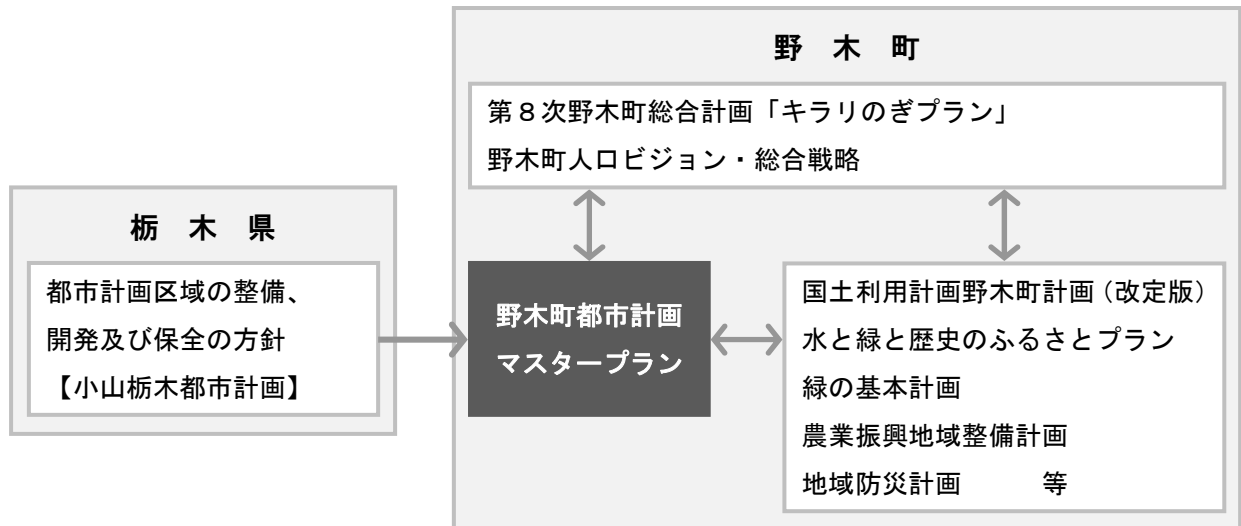 野 木 町
第８次野木町総合計画「キラリのぎプラン」
野木町人口ビジョン・総合戦略
栃 木 県
都市計画区域の整備、
開発及び保全の方針
【小山栃木都市計画】
野木町都市計画
マスタープラン
国土利用計画野木町計画（改定版）
水と緑と歴史のふるさとプラン
緑の基本計画
農業振興地域整備計画
地域防災計画　　　等